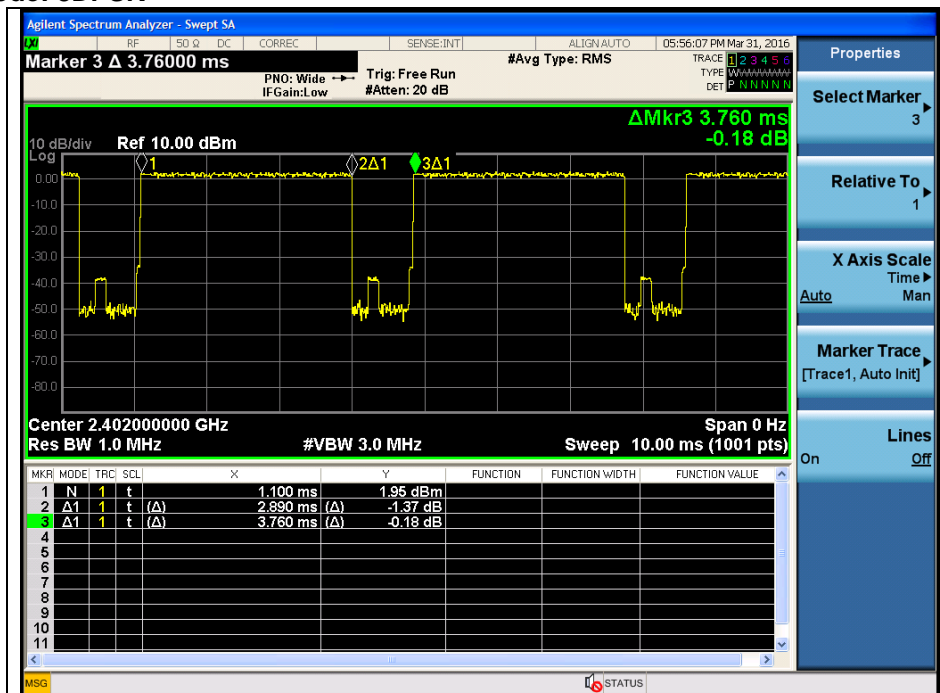 Agilent Spectrum Analyzer - Swept SA
LXI RF 50 Ω DC CORREC SENSE:INT ALIGN AUTO 05:56:07 PM Mar 31, 2016
Marker 3 Δ 3.76000 ms
PNO: Wide
IFGain:Low
Trig: Free Run
#Atten: 20 dB
#Avg Type: RMS
TRACE 1 2 3 4 5 6
TYPE WWWWWW
DET P N N N N N
ΔMkr3 3.760 ms
-0.18 dB
10 dB/div Ref 10.00 dBm
Log
1 2Δ1 3Δ1
0.00
-10.0
-20.0
-30.0
-40.0
-50.0
-60.0
-70.0
-80.0
Center 2.402000000 GHz Span 0 Hz
Res BW 1.0 MHz #VBW 3.0 MHz Sweep 10.00 ms (1001 pts)
MKR MODE TRC SCL X Y FUNCTION FUNCTION WIDTH FUNCTION VALUE
1 N 1 t 1.100 ms 1.95 dBm
2 Δ1 1 t (Δ) 2.890 ms (Δ) -1.37 dB
3 Δ1 1 t (Δ) 3.760 ms (Δ) -0.18 dB
4
5
6
7
8
9
10
11
MSG STATUS
Properties
Select Marker
3
Relative To
1
X Axis Scale
Time
Auto Man
Marker Trace
[Trace1, Auto Init]
Lines
On Off